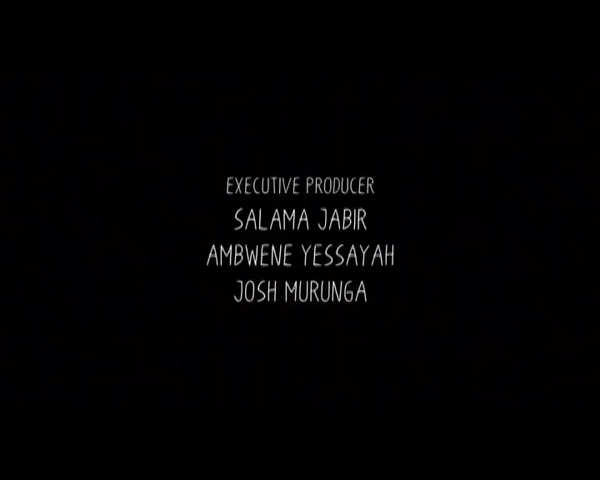 EXECUTIVE PRODUCER
SALAMA JABIR
AMBWENE YESSAYAH
JOSH MURUNGA